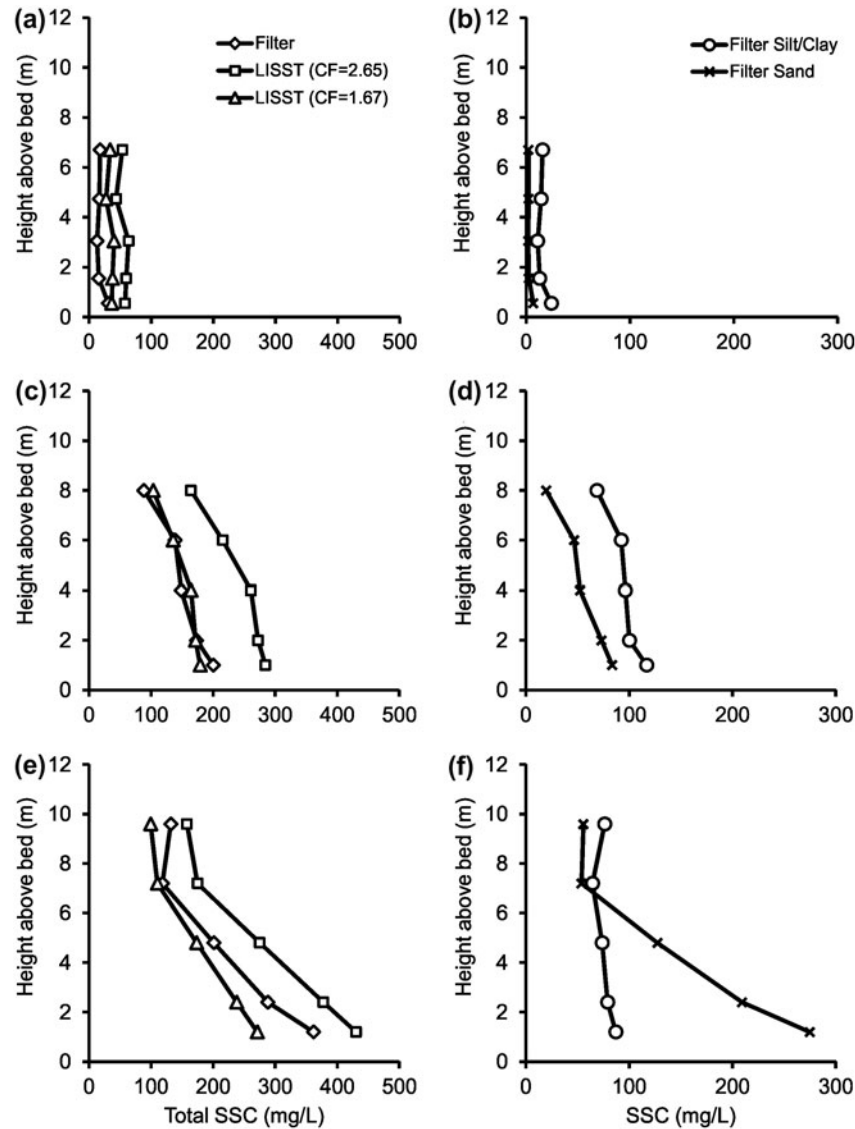 (a)
12
10
8
6
4
2
0
Height above bed (m)
Filter
LISST (CF=2.65)
LISST (CF=1.67)
0 100 200 300 400 500
(b)
12
10
8
6
4
2
0
Height above bed (m)
Filter Silt/Clay
Filter Sand
0 100 200 300
(c)
12
10
8
6
4
2
0
Height above bed (m)
0 100 200 300 400 500
(d)
12
10
8
6
4
2
0
Height above bed (m)
0 100 200 300
(e)
12
10
8
6
4
2
0
Height above bed (m)
0 100 200 300 400 500
Total SSC (mg/L)
(f)
12
10
8
6
4
2
0
Height above bed (m)
0 100 200 300
SSC (mg/L)